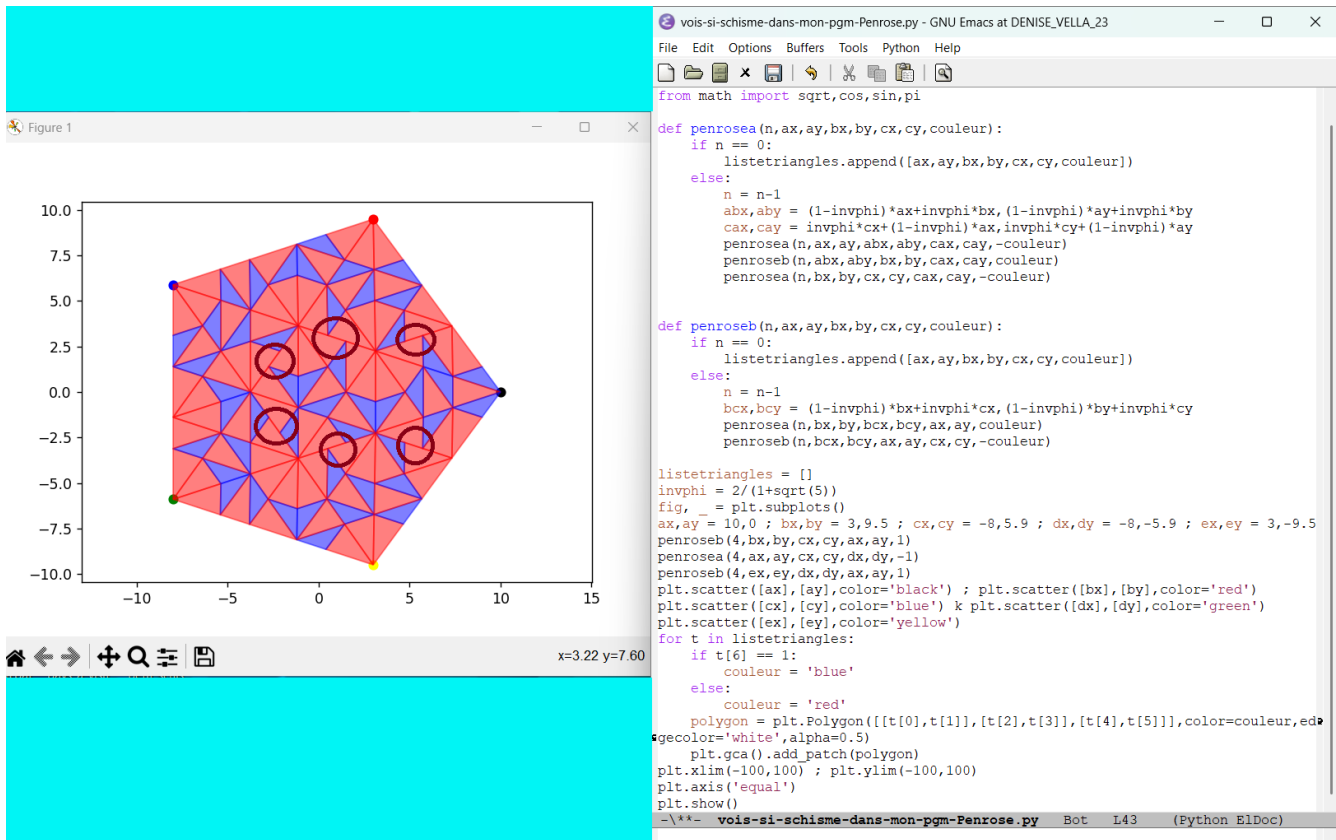 Figure 1
10.0
7.5
5.0
2.5
0.0
−2.5
−5.0
−7.5
−10.0
−10 −5 0 5 10 15
x=3.22 y=7.60
vois-si-schisme-dans-mon-pgm-Penrose.py - GNU Emacs at DENISE_VELLA_23
File Edit Options Buffers Tools Python Help
from math import sqrt,cos,sin,pi
def penrosea(n,ax,ay,bx,by,cx,cy,couleur):
if n == 0:
listetriangles.append([ax,ay,bx,by,cx,cy,couleur])
else:
n = n-1
abx,aby = (1-invphi)*ax+invphi*bx,(1-invphi)*ay+invphi*by
cax,cay = invphi*cx+(1-invphi)*ax,invphi*cy+(1-invphi)*ay
penrosea(n,ax,ay,abx,aby,cax,cay,-couleur)
penroseb(n,abx,aby,bx,by,cax,cay,couleur)
penrosea(n,bx,by,cx,cy,cax,cay,-couleur)
def penroseb(n,ax,ay,bx,by,cx,cy,couleur):
if n == 0:
listetriangles.append([ax,ay,bx,by,cx,cy,couleur])
else:
n = n-1
bcx,bcy = (1-invphi)*bx+invphi*cx,(1-invphi)*by+invphi*cy
penrosea(n,bx,by,bcx,bcy,ax,ay,couleur)
penroseb(n,bcx,bcy,ax,ay,cx,cy,-couleur)
listetriangles = []
invphi = 2/(1+sqrt(5))
fig, _ = plt.subplots()
ax,ay = 10,0 ; bx,by = 3,9.5 ; cx,cy = -8,5.9 ; dx,dy = -8,-5.9 ; ex,ey = 3,-9.5
penroseb(4,bx,by,cx,cy,ax,ay,1)
penrosea(4,ax,ay,cx,cy,dx,dy,-1)
penroseb(4,ex,ey,dx,dy,ax,ay,1)
plt.scatter([ax],[ay],color='black') ; plt.scatter([bx],[by],color='red')
plt.scatter([cx],[cy],color='blue') k plt.scatter([dx],[dy],color='green')
plt.scatter([ex],[ey],color='yellow')
for t in listetriangles:
if t[6] == 1:
couleur = 'blue'
else:
couleur = 'red'
polygon = plt.Polygon([[t[0],t[1]],[t[2],t[3]],[t[4],t[5]]],color=couleur,ed
gecolor='white',alpha=0.5)
plt.gca().add_patch(polygon)
plt.xlim(-100,100) ; plt.ylim(-100,100)
plt.axis('equal')
plt.show()
-\**- vois-si-schisme-dans-mon-pgm-Penrose.py Bot L43 (Python ElDoc)